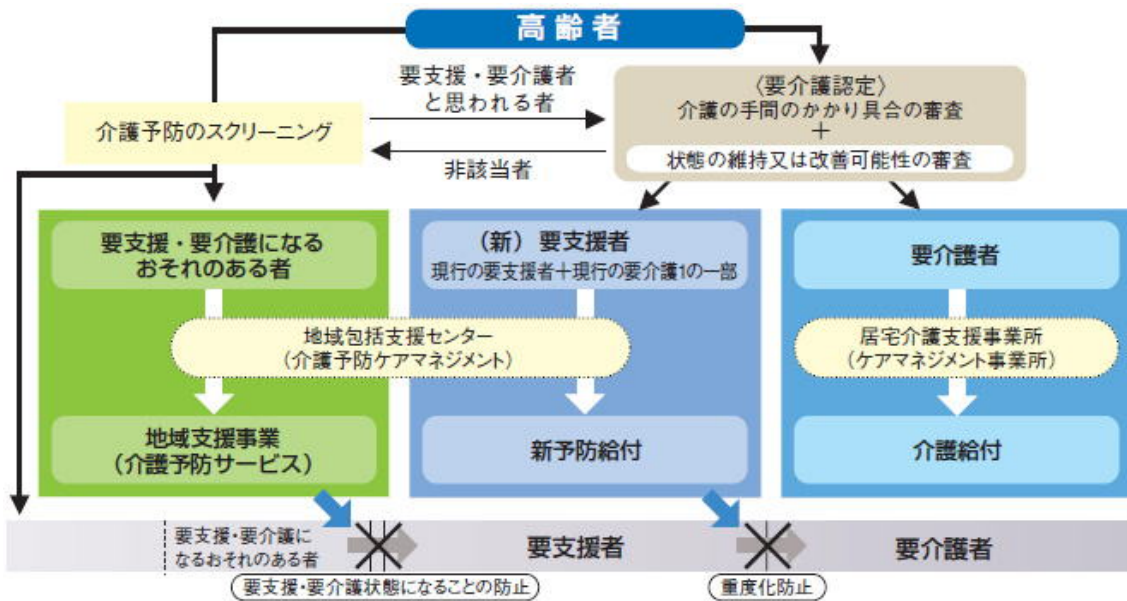 高齢者
要支援・要介護者
と思われる者
〈要介護認定〉
介護の手間のかかり具合の審査
＋
状態の維持又は改善可能性の審査
介護予防のスクリーニング
非該当者
要支援・要介護になる
おそれのある者
（新）要支援者
現行の要支援者＋現行の要介護1の一部
要介護者
地域包括支援センター
（介護予防ケアマネジメント）
居宅介護支援事業所
（ケアマネジメント事業所）
地域支援事業
（介護予防サービス）
新予防給付
介護給付
要支援・要介護に
なるおそれのある者
要支援者
要介護者
要支援・要介護状態になることの防止
重度化防止